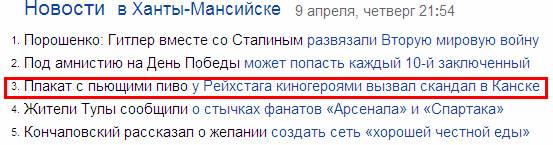 Новости в Ханты-Мансийске 9 апреля, четверг 21:54
1. Порошенко: Гитлер вместе со Сталиным развязали Вторую мировую войну
2. Под амнистию на День Победы может попасть каждый 10-й заключенный
3. Плакат с пьющими пиво у Рейхстага киногероями вызвал скандал в Канске
4. Жители Тулы сообщили о стычках фанатов «Арсенала» и «Спартака»
5. Кончаловский рассказал о желании создать сеть «хорошей честной еды»